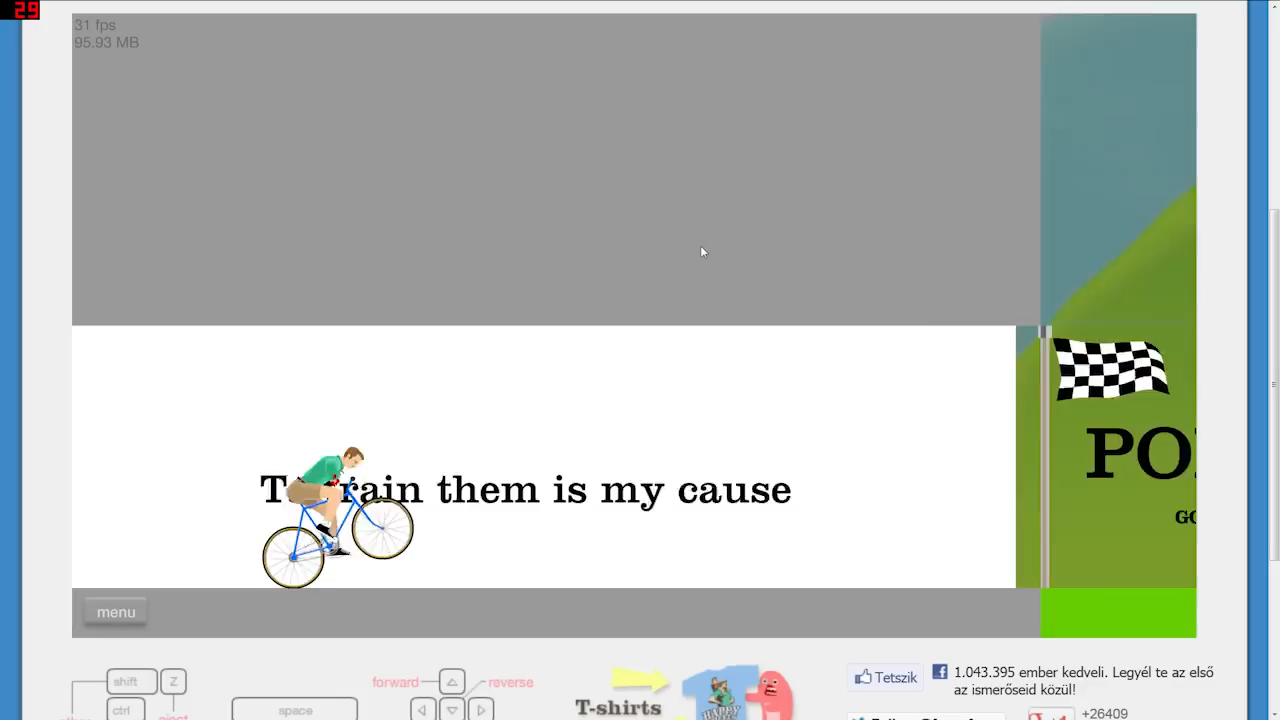 29
31 fps
95.93 MB
them is my cause
PO
GO
menu
shift Z
ctrl
eject
space
forward
reverse
T-shirts
Tetszik
1.043.395 ember kedveli. Legyél te az első
az ismerőseid közül!
+26409